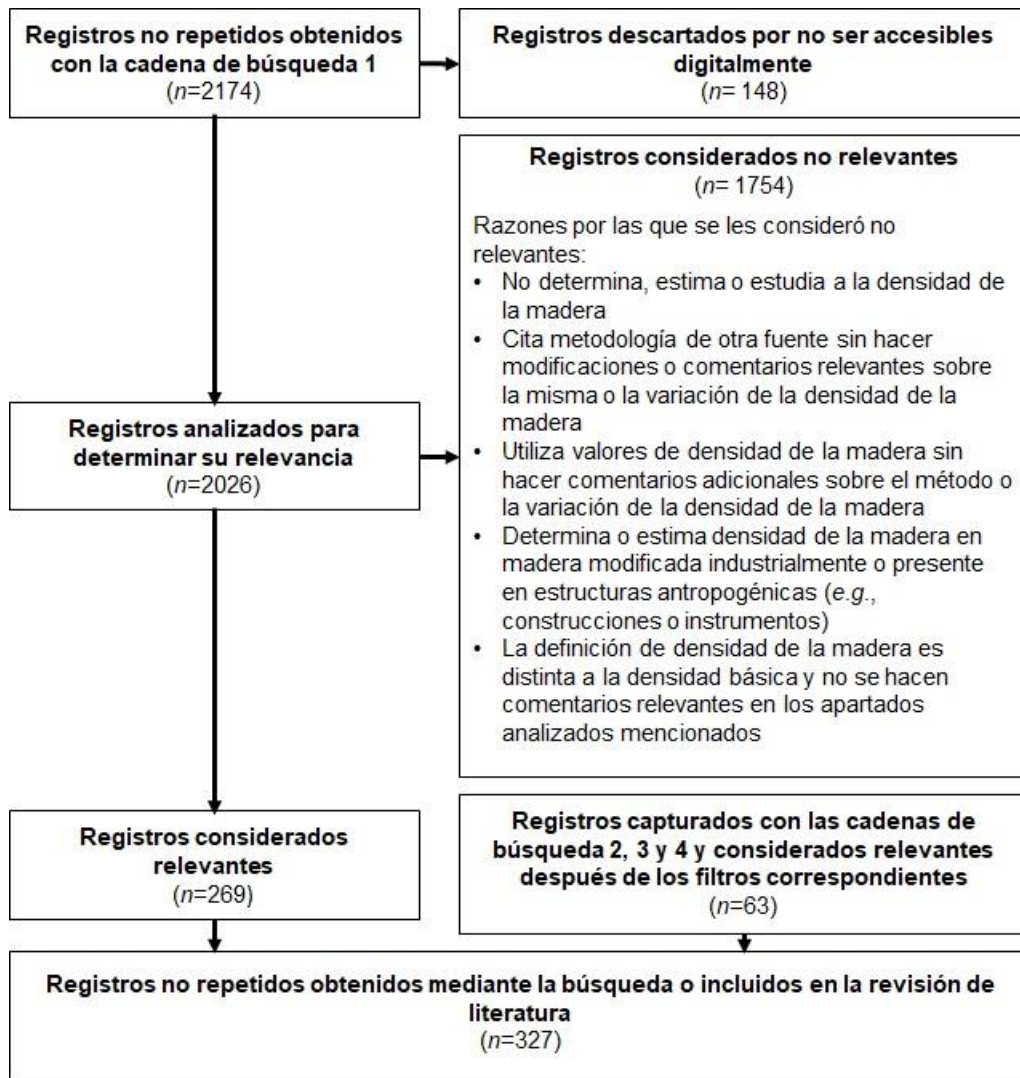 Registros no repetidos obtenidos
con la cadena de búsqueda 1
(n=2174)
Registros descartados por no ser accesibles
digitalmente
(n= 148)
Registros considerados no relevantes
(n= 1754)
Razones por las que se les consideró no
relevantes:
• No determina, estima o estudia a la densidad de
la madera
• Cita metodología de otra fuente sin hacer
modificaciones o comentarios relevantes sobre
la misma o la variación de la densidad de la
madera
• Utiliza valores de densidad de la madera sin
hacer comentarios adicionales sobre el método o
la variación de la densidad de la madera
• Determina o estima densidad de la madera en
madera modificada industrialmente o presente
en estructuras antropogénicas (e.g.,
construcciones o instrumentos)
• La definición de densidad de la madera es
distinta a la densidad básica y no se hacen
comentarios relevantes en los apartados
analizados mencionados
Registros analizados para
determinar su relevancia
(n=2026)
Registros considerados
relevantes
(n=269)
Registros capturados con las cadenas de
búsqueda 2, 3 y 4 y considerados relevantes
después de los filtros correspondientes
(n=63)
Registros no repetidos obtenidos mediante la búsqueda o incluidos en la revisión de
literatura
(n=327)